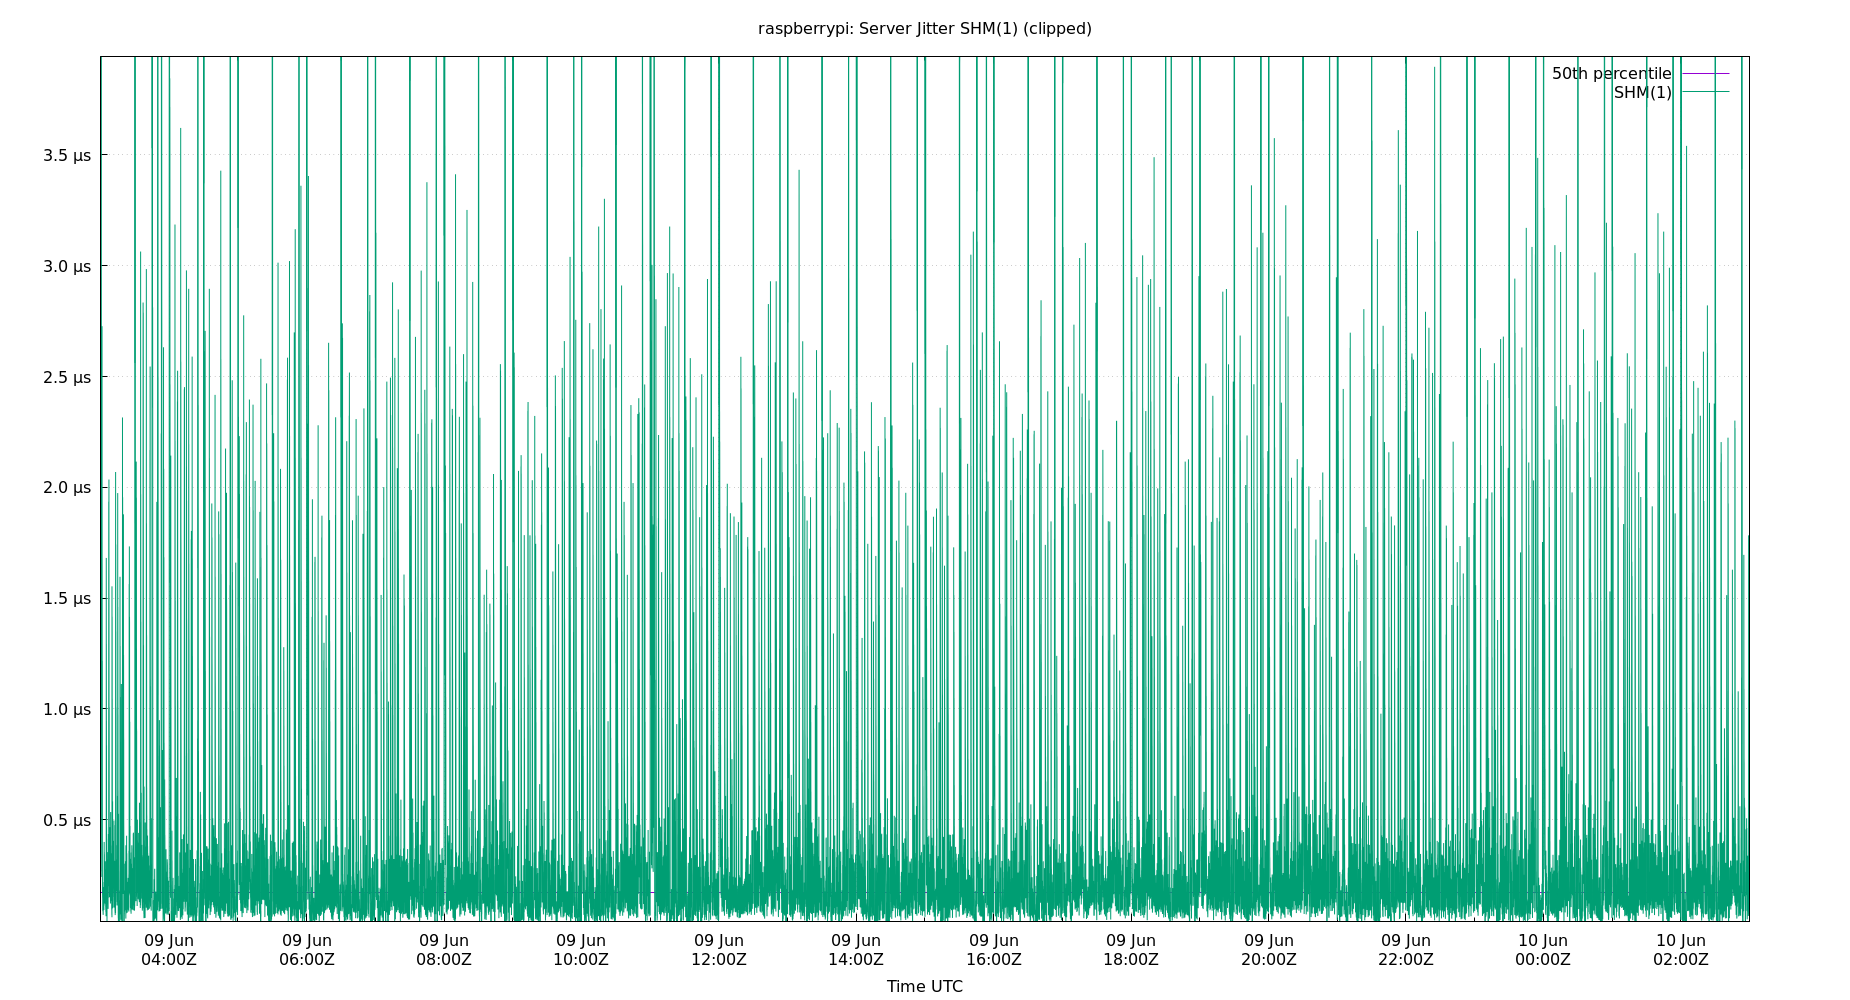 raspberrypi: Server Jitter SHM(1) (clipped)
50th percentile
SHM(1)
3.5 µs
3.0 µs
2.5 µs
2.0 µs
1.5 µs
1.0 µs
0.5 µs
09 Jun 09 Jun 09 Jun 09 Jun 09 Jun 09 Jun 09 Jun 09 Jun 09 Jun 09 Jun 10 Jun 10 Jun
04:00Z 06:00Z 08:00Z 10:00Z 12:00Z 14:00Z 16:00Z 18:00Z 20:00Z 22:00Z 00:00Z 02:00Z
Time UTC